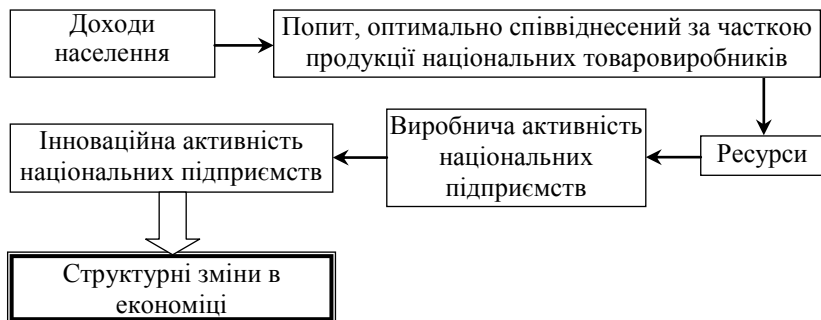 Доходи
населення
Попит, оптимально співвіднесений за часткою
продукції національних товаровиробників
Інноваційна активність
національних підприємств
Виробнича активність
національних
підприємств
Ресурси
Структурні зміни в
економіці